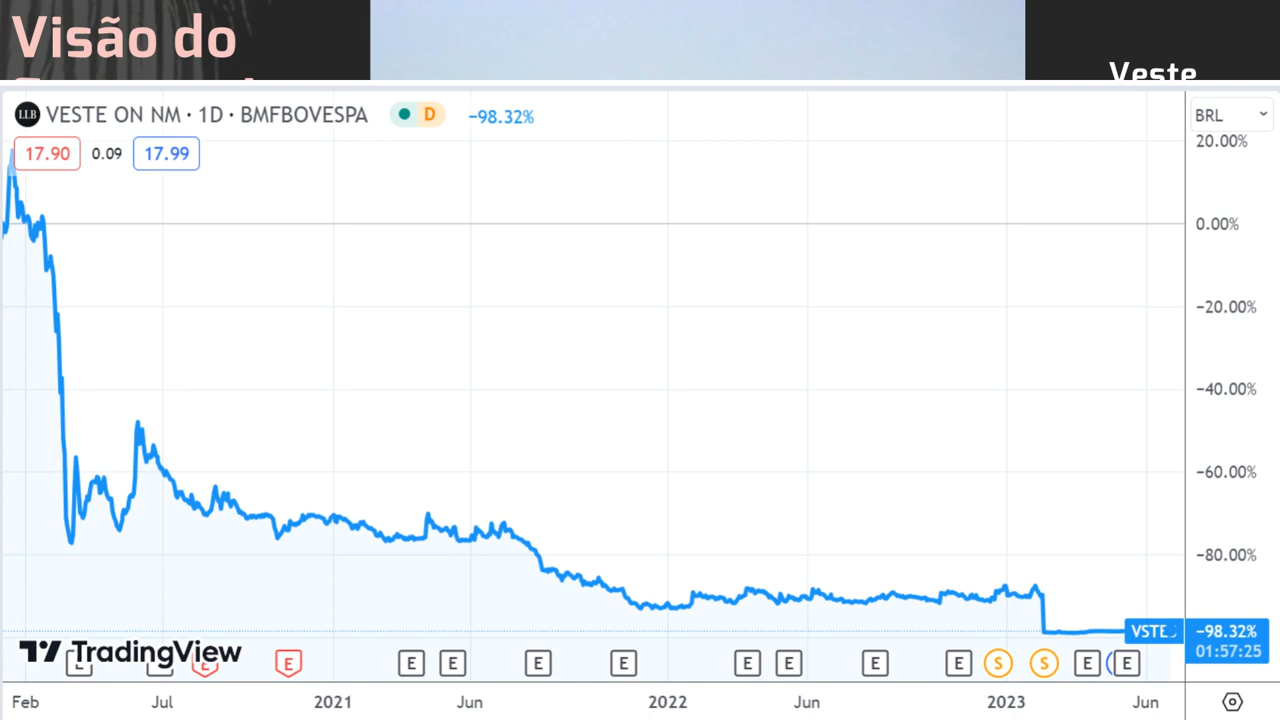 Visão do
Veste
LLB VESTE ON NM · 1D · BMFBOVESPA D −98.32%
BRL
17.90 0.09 17.99
20.00%
0.00%
−20.00%
−40.00%
−60.00%
−80.00%
VSTE
−98.32%
01:57:25
TradingView
E E E E E E E E E E E E S S E E
Feb Jul 2021 Jun 2022 Jun 2023 Jun